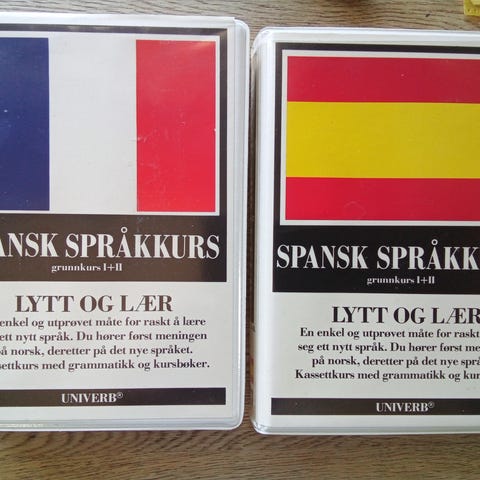 ANSK SPRÅKKURS
grunnkurs I+II
LYTT OG LÆR
enkel og utprøvet måte for raskt å lære
ett nytt språk. Du hører først meningen
på norsk, deretter på det nye språket.
settkurs med grammatikk og kursbøker.
UNIVERB®
SPANSK SPRÅKK
grunnkurs I+II
LYTT OG LÆR
En enkel og utprøvet måte for raskt
seg ett nytt språk. Du hører først me
på norsk, deretter på det nye språ
Kassettkurs med grammatikk og kur
UNIVERB®